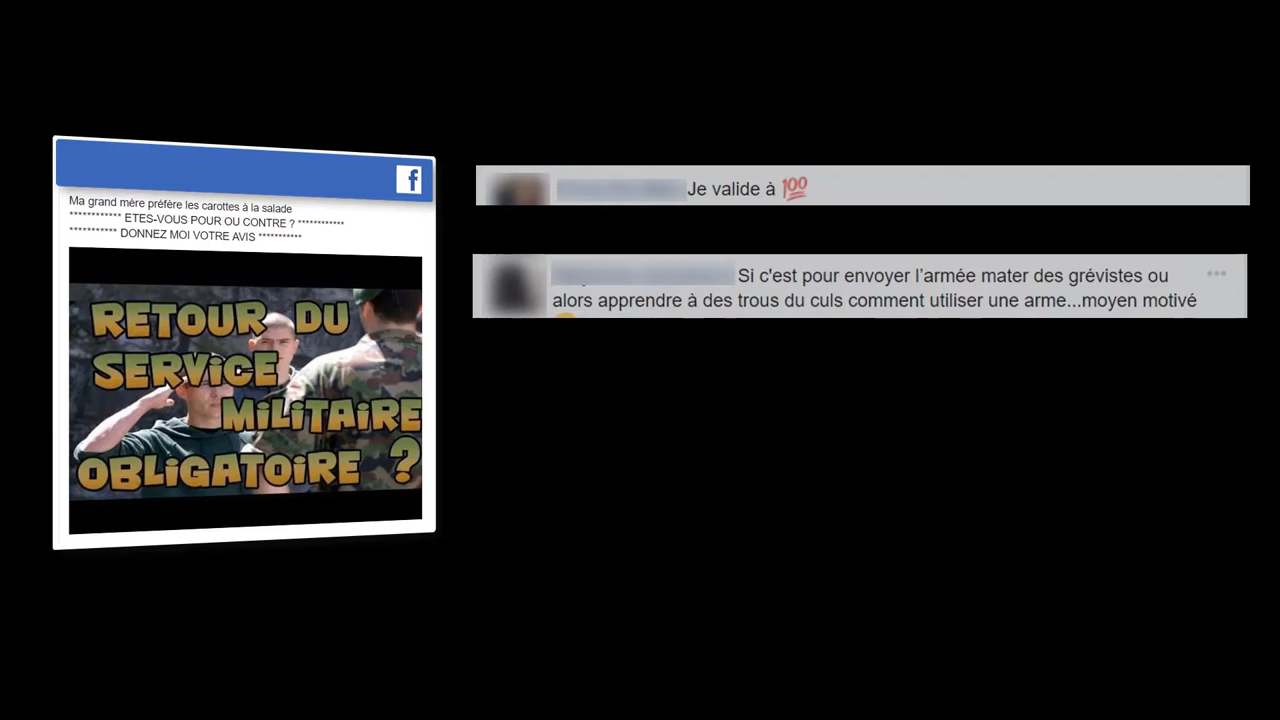 f
Ma grand mère préfère les carottes à la salade
************ ETES-VOUS POUR OU CONTRE ? ************
*********** DONNEZ MOI VOTRE AVIS ***********
RETOUR DU
SERViCE
MiLiTAiRE
OBLiGATOiRE ?
Je valide à 💯
Si c'est pour envoyer l'armée mater des grévistes ou
alors apprendre à des trous du culs comment utiliser une arme...moyen motivé